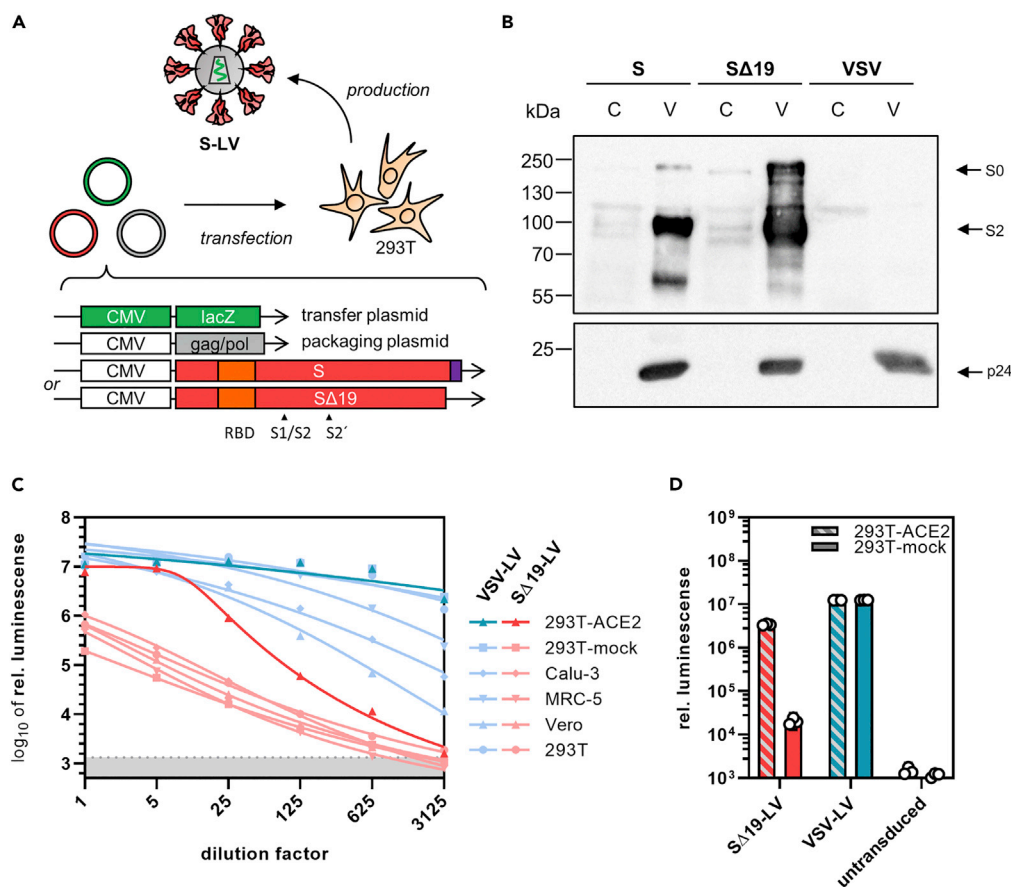 A
production
S-LV
transfection
293T
CMV lacZ transfer plasmid
CMV gag/pol packaging plasmid
CMV S
or
CMV SΔ19
RBD S1/S2 S2´
B
S SΔ19 VSV
kDa C V C V C V
250
130
100
70
55
S0
S2
25
p24
C
log10 of rel. luminescense
8
7
6
5
4
3
1 5 25 125 625 3125
dilution factor
VSV-LV
SΔ19-LV
293T-ACE2
293T-mock
Calu-3
MRC-5
Vero
293T
D
rel. luminescense
10⁹
10⁸
10⁷
10⁶
10⁵
10⁴
10³
293T-ACE2
293T-mock
SΔ19-LV
VSV-LV
untransduced